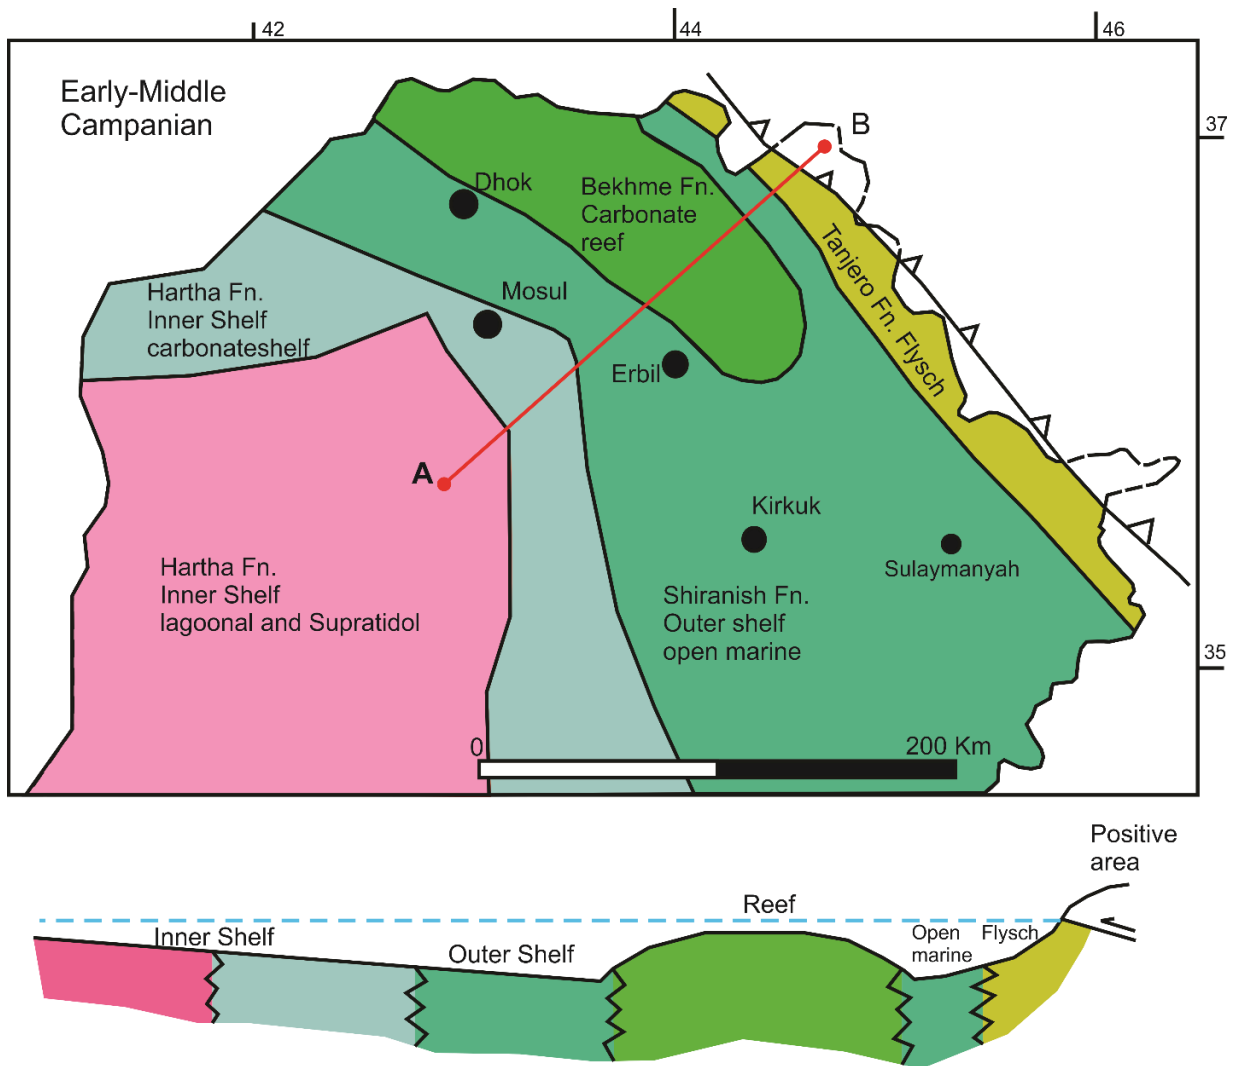 42
44
46
Early-Middle
Campanian
37
B
Dhok
Bekhme Fn.
Carbonate
reef
Tanjero Fn. Flysch
Hartha Fn.
Inner Shelf
carbonateshelf
Mosul
Erbil
A
Kirkuk
Sulaymanyah
Hartha Fn.
Inner Shelf
lagoonal and Supratidol
Shiranish Fn.
Outer shelf
open marine
35
0
200 Km
Positive
area
Reef
Inner Shelf
Outer Shelf
Open
marine
Flysch